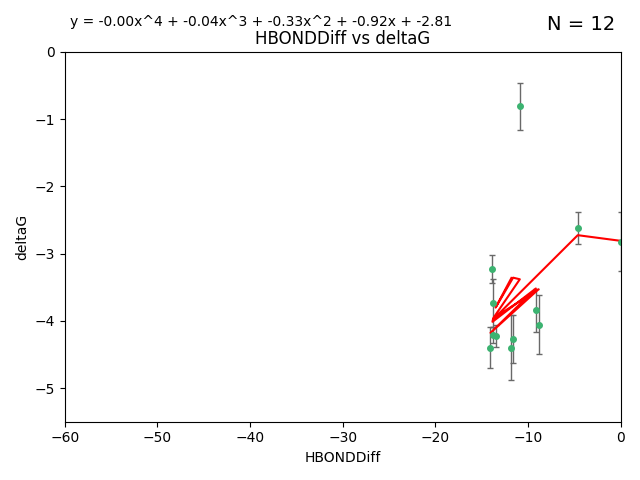 y = -0.00x^4 + -0.04x^3 + -0.33x^2 + -0.92x + -2.81
N = 12
HBONDDiff vs deltaG
0
−1
−2
−3
−4
−5
deltaG
−60 −50 −40 −30 −20 −10 0
HBONDDiff